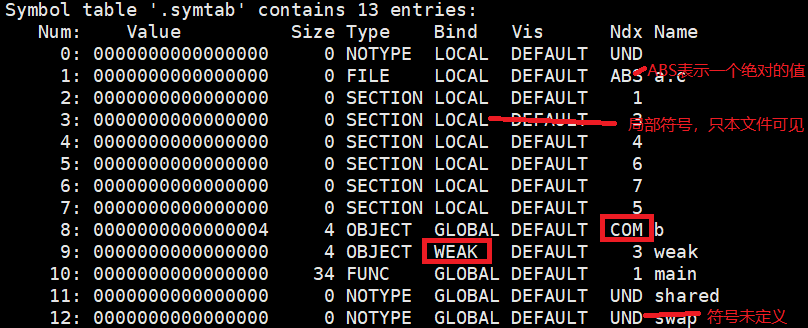 Symbol table '.symtab' contains 13 entries:
Num: Value Size Type Bind Vis Ndx Name
0: 0000000000000000 0 NOTYPE LOCAL DEFAULT UND
1: 0000000000000000 0 FILE LOCAL DEFAULT ABS a.c ABS表示一个绝对的值
2: 0000000000000000 0 SECTION LOCAL DEFAULT 1
3: 0000000000000000 0 SECTION LOCAL DEFAULT 3 局部符号,只本文件可见
4: 0000000000000000 0 SECTION LOCAL DEFAULT 4
5: 0000000000000000 0 SECTION LOCAL DEFAULT 6
6: 0000000000000000 0 SECTION LOCAL DEFAULT 7
7: 0000000000000000 0 SECTION LOCAL DEFAULT 5
8: 0000000000000004 4 OBJECT GLOBAL DEFAULT COM b
9: 0000000000000000 4 OBJECT WEAK DEFAULT 3 weak
10: 0000000000000000 34 FUNC GLOBAL DEFAULT 1 main
11: 0000000000000000 0 NOTYPE GLOBAL DEFAULT UND shared
12: 0000000000000000 0 NOTYPE GLOBAL DEFAULT UND swap 符号未定义